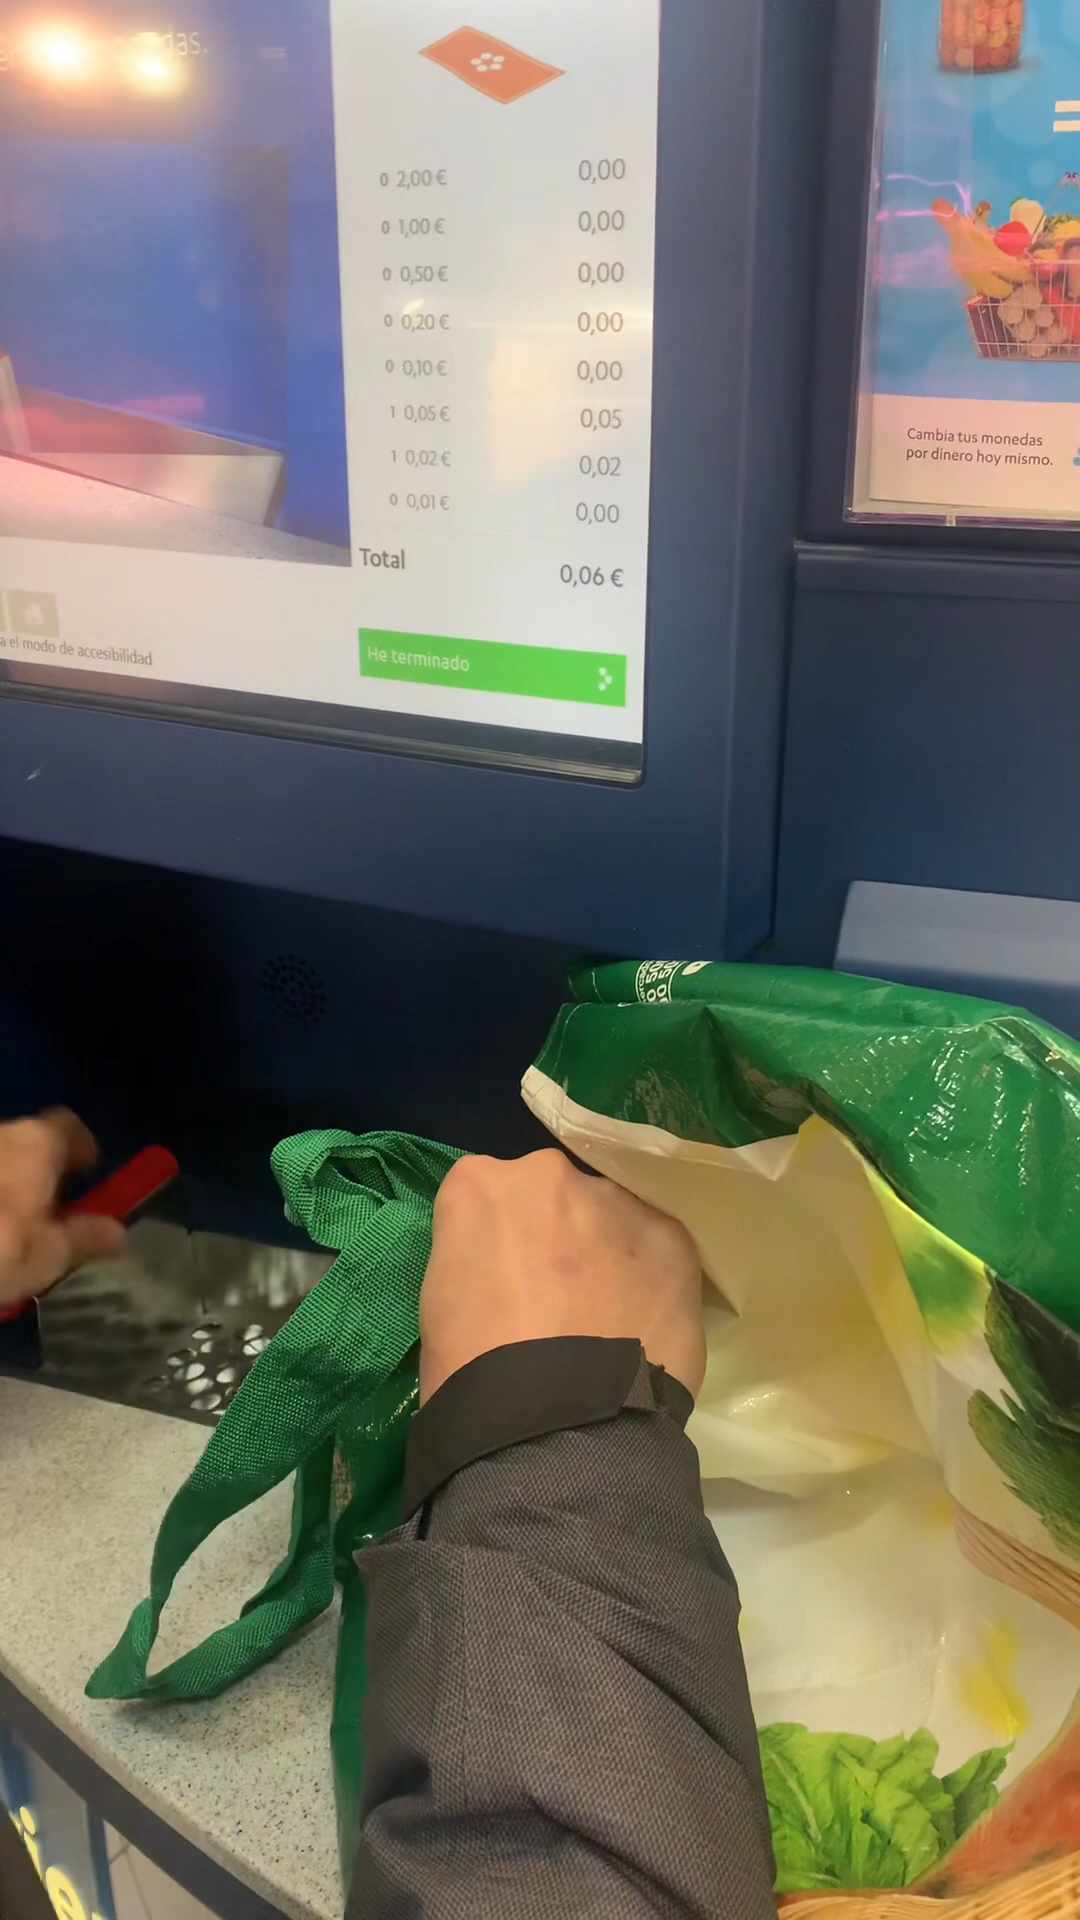 das.
0 2,00 € 0,00
0 1,00 € 0,00
0 0,50 € 0,00
0 0,20 € 0,00
0 0,10 € 0,00
1 0,05 € 0,05
1 0,02 € 0,02
0 0,01 € 0,00
Total 0,06 €
He terminado
a el modo de accesibilidad
=
Cambia tus monedas
por dinero hoy mismo.